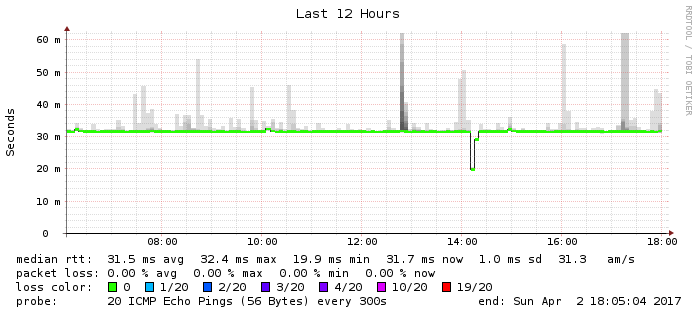 Last 12 Hours
RRDTOOL / TOBI OETIKER
Seconds
60 m
50 m
40 m
30 m
20 m
10 m
0
08:00 10:00 12:00 14:00 16:00 18:00
median rtt: 31.5 ms avg 32.4 ms max 19.9 ms min 31.7 ms now 1.0 ms sd 31.3 am/s
packet loss: 0.00 % avg 0.00 % max 0.00 % min 0.00 % now
loss color: 0 1/20 2/20 3/20 4/20 10/20 19/20
probe: 20 ICMP Echo Pings (56 Bytes) every 300s end: Sun Apr 2 18:05:04 2017